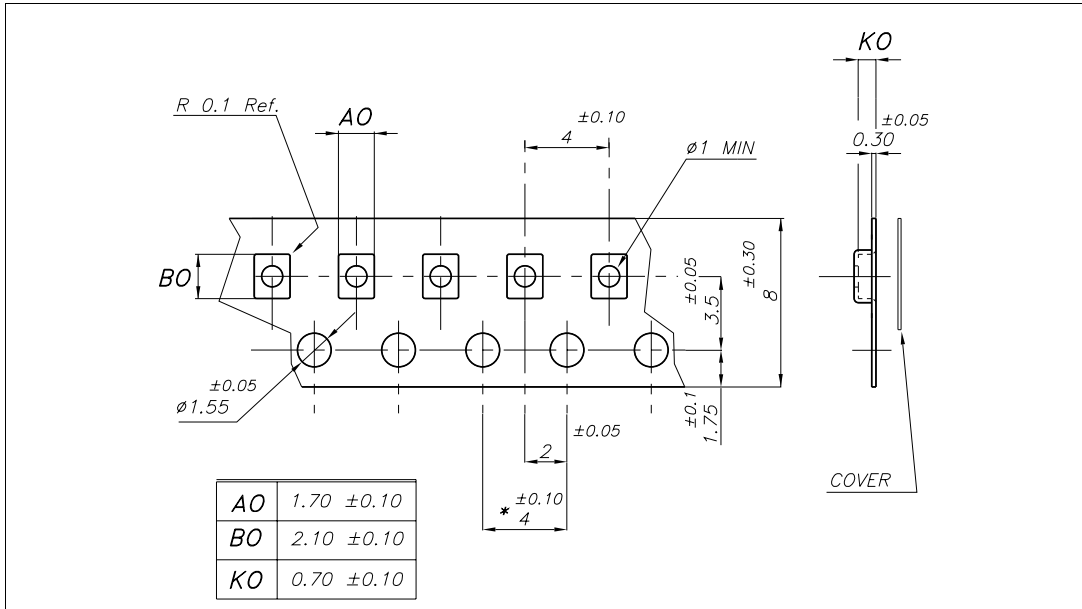 KO
R 0.1 Ref.
AO
±0.10
4
ø1 MIN
±0.05
0.30
BO
±0.05
3.5
±0.30
8
±0.05
ø1.55
±0.1
1.75
±0.05
2
±0.10
* 4
COVER
AO 1.70 ±0.10
BO 2.10 ±0.10
KO 0.70 ±0.10